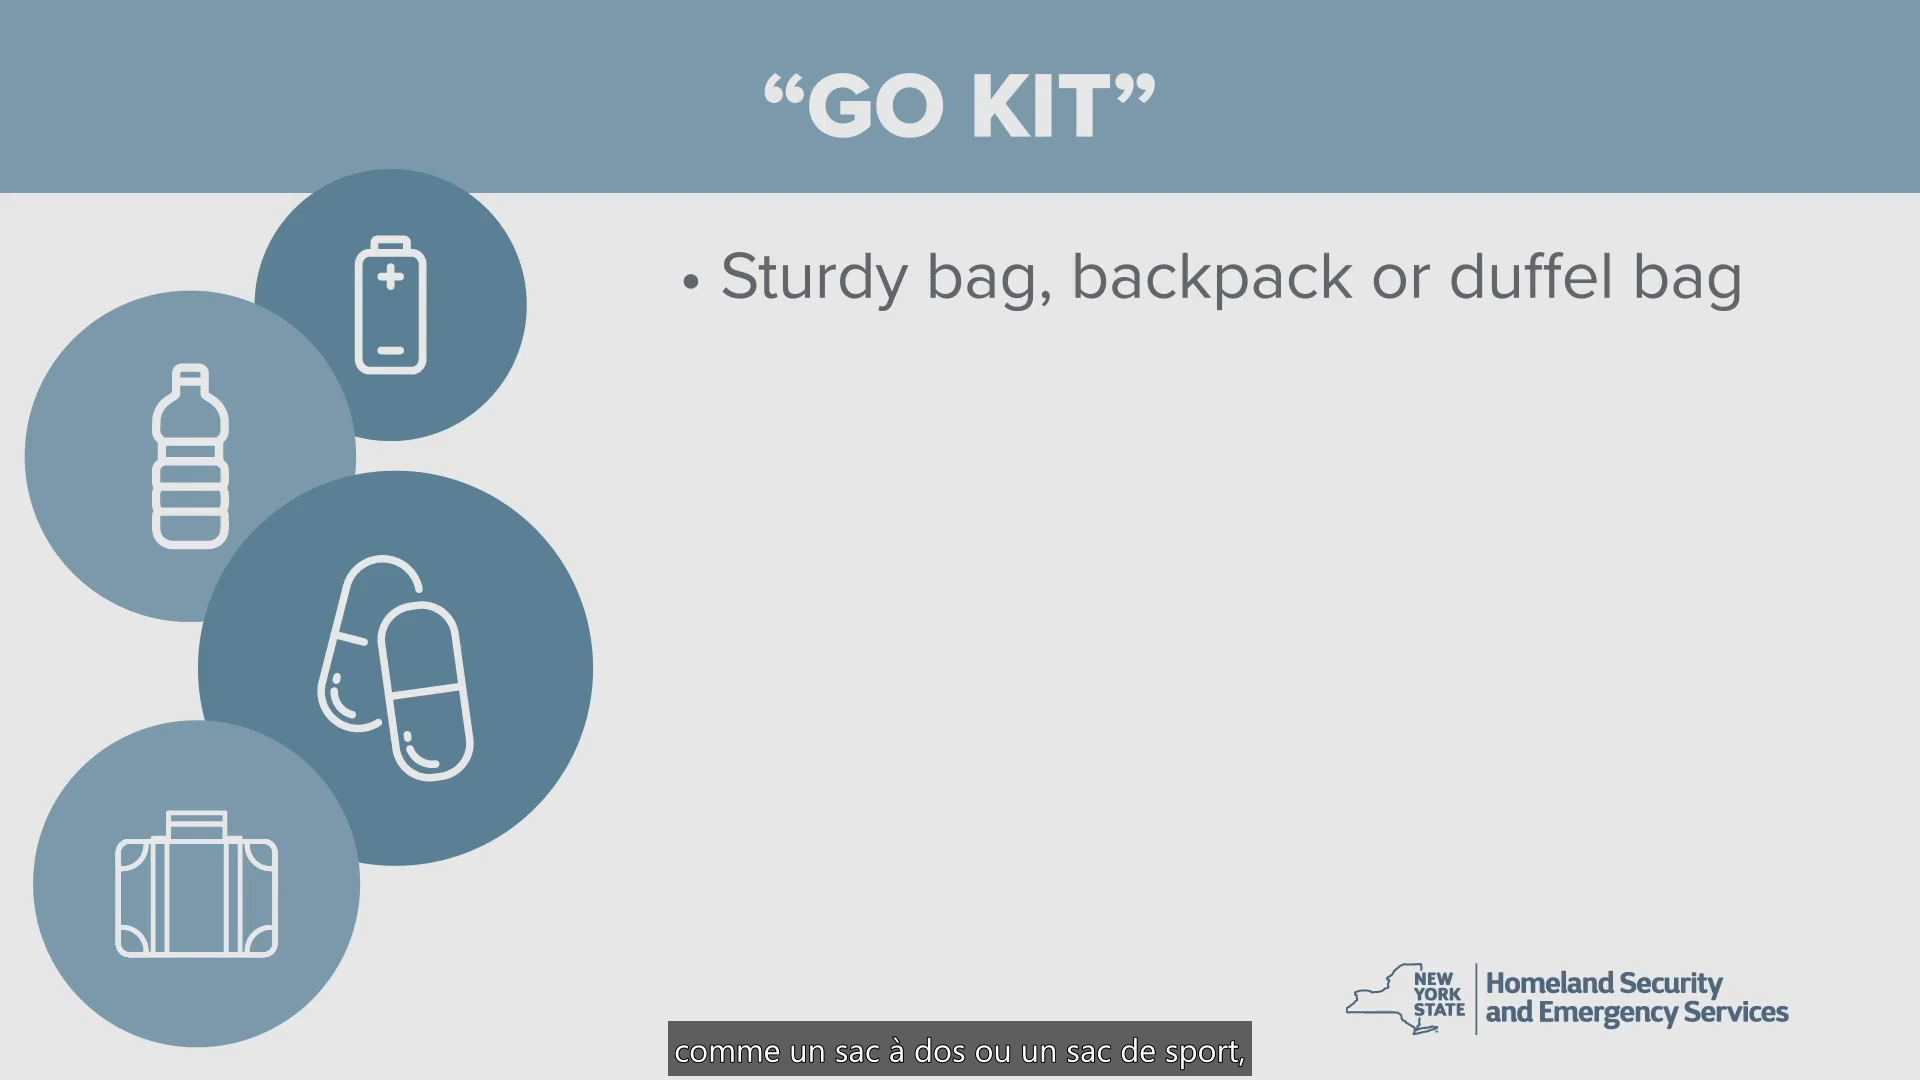 “GO KIT”
• Sturdy bag, backpack or duffel bag
NEW
YORK
STATE
Homeland Security
and Emergency Services
comme un sac à dos ou un sac de sport,